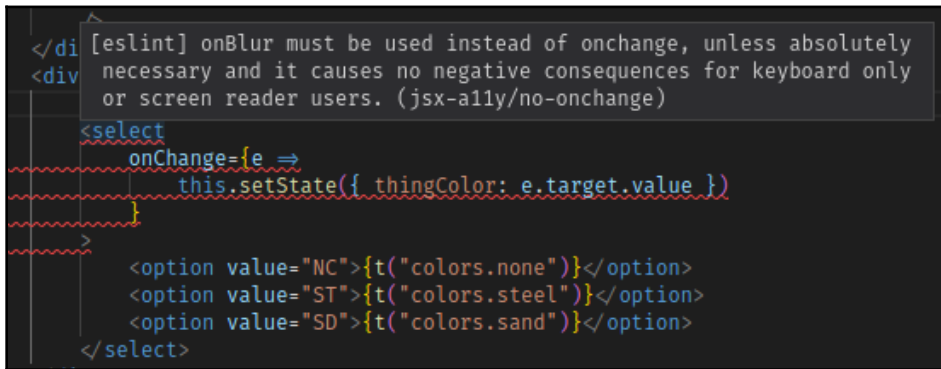 </di
[eslint] onBlur must be used instead of onchange, unless absolutely
<div
necessary and it causes no negative consequences for keyboard only
or screen reader users. (jsx-a11y/no-onchange)
<select
onChange={e =>
this.setState({ thingColor: e.target.value })
}
>
<option value="NC">{t("colors.none")}</option>
<option value="ST">{t("colors.steel")}</option>
<option value="SD">{t("colors.sand")}</option>
</select>